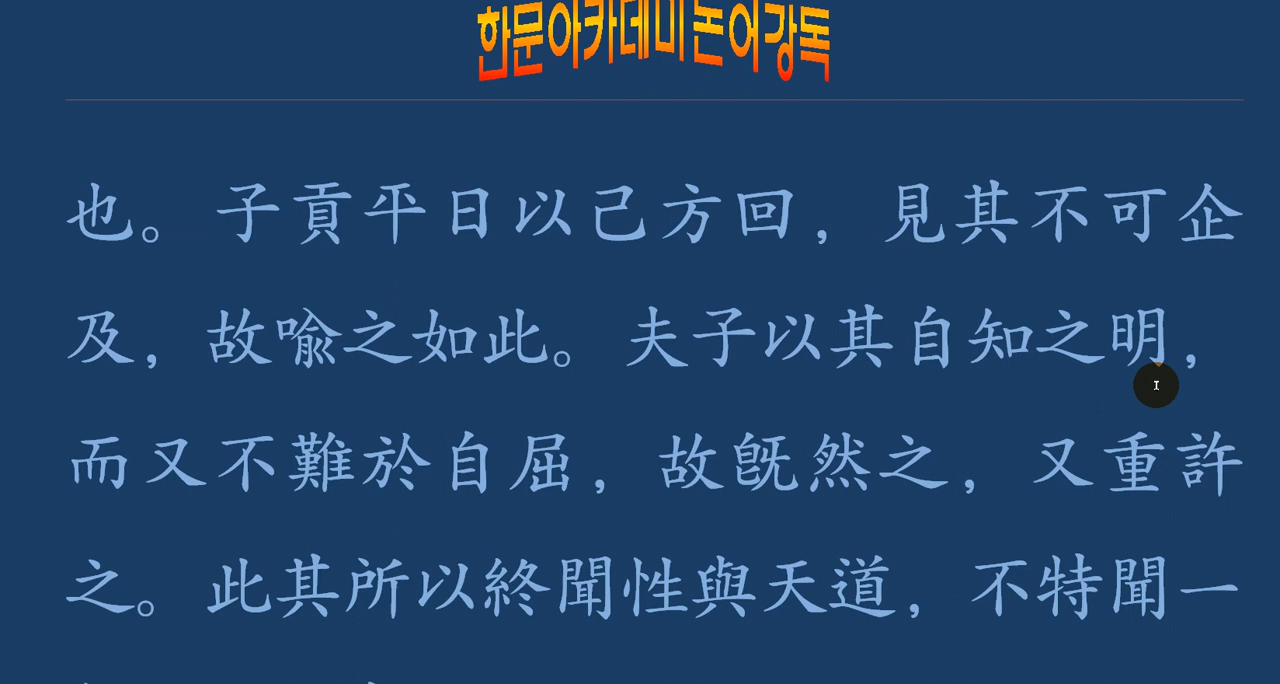 한문아카데미 논어강독
也。子貢平日以己方回，見其不可企
及，故喩之如此。夫子以其自知之明，
而又不難於自屈，故旣然之，又重許
之。此其所以終聞性與天道，不特聞一